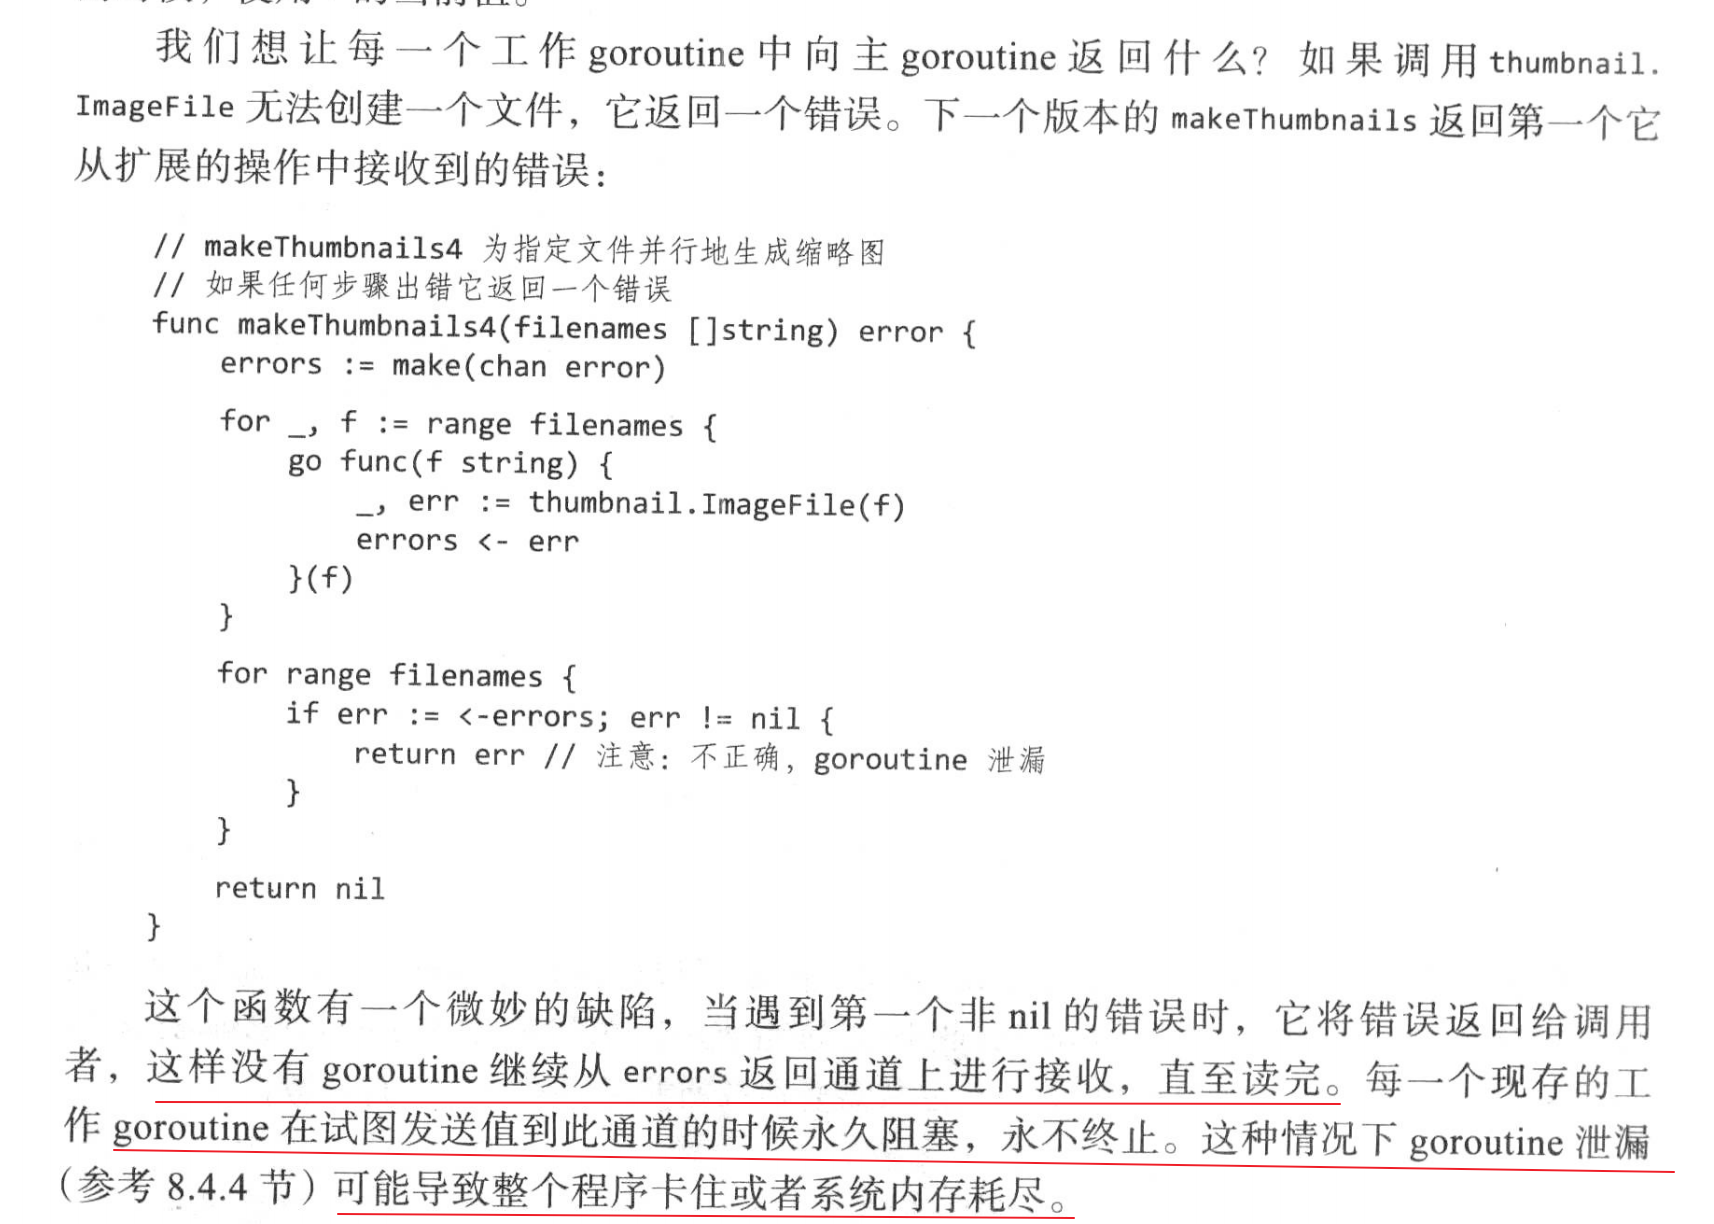 我们想让每一个工作 goroutine 中向主 goroutine 返回什么？如果调用 thumbnail.
ImageFile 无法创建一个文件，它返回一个错误。下一个版本的 makeThumbnails 返回第一个它
从扩展的操作中接收到的错误：
// makeThumbnails4 为指定文件并行地生成缩略图
// 如果任何步骤出错它返回一个错误
func makeThumbnails4(filenames []string) error {
errors := make(chan error)
for _, f := range filenames {
go func(f string) {
_, err := thumbnail.ImageFile(f)
errors <- err
}(f)
}
for range filenames {
if err := <-errors; err != nil {
return err // 注意：不正确，goroutine 泄漏
}
}
return nil
}
这个函数有一个微妙的缺陷，当遇到第一个非 nil 的错误时，它将错误返回给调用
者，这样没有 goroutine 继续从 errors 返回通道上进行接收，直至读完。每一个现存的工
作 goroutine 在试图发送值到此通道的时候永久阻塞，永不终止。这种情况下 goroutine 泄漏
（参考 8.4.4 节）可能导致整个程序卡住或者系统内存耗尽。